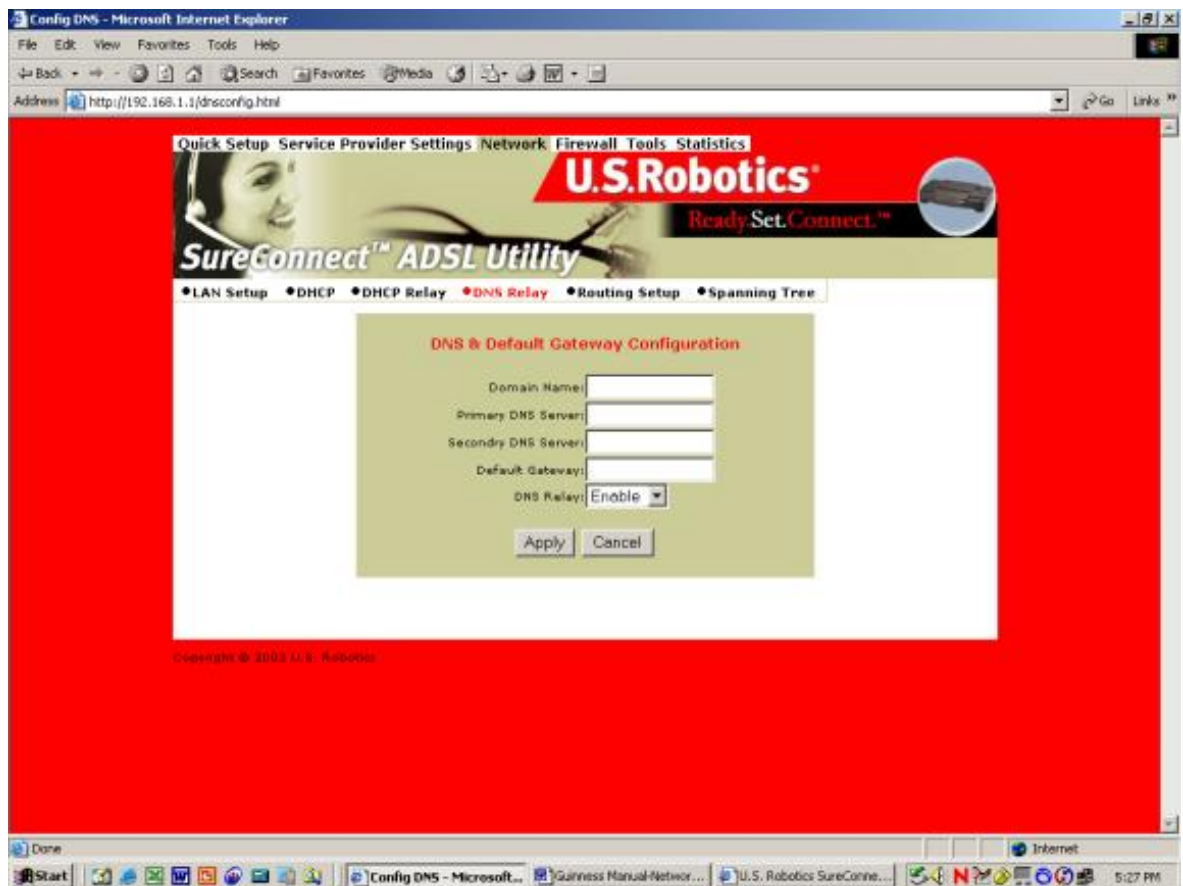 Config DNS - Microsoft Internet Explorer
File Edit View Favorites Tools Help
Back Search Favorites Media
Address http://192.168.1.1/dnsconfig.html Go Links »
Quick Setup Service Provider Settings Network Firewall Tools Statistics
U.S.Robotics®
Ready.Set.Connect.™
SureConnect™ ADSL Utility
LAN Setup DHCP DHCP Relay DNS Relay Routing Setup Spanning Tree
DNS & Default Gateway Configuration
Domain Name:
Primary DNS Server:
Secondry DNS Server:
Default Gateway:
DNS Relay: Enable
Apply Cancel
Copyright © 2002 U.S. Robotics
Done Internet
Start Config DNS - Microsoft... Guinness Manual-Networ... U.S. Robotics SureConne... 5:27 PM